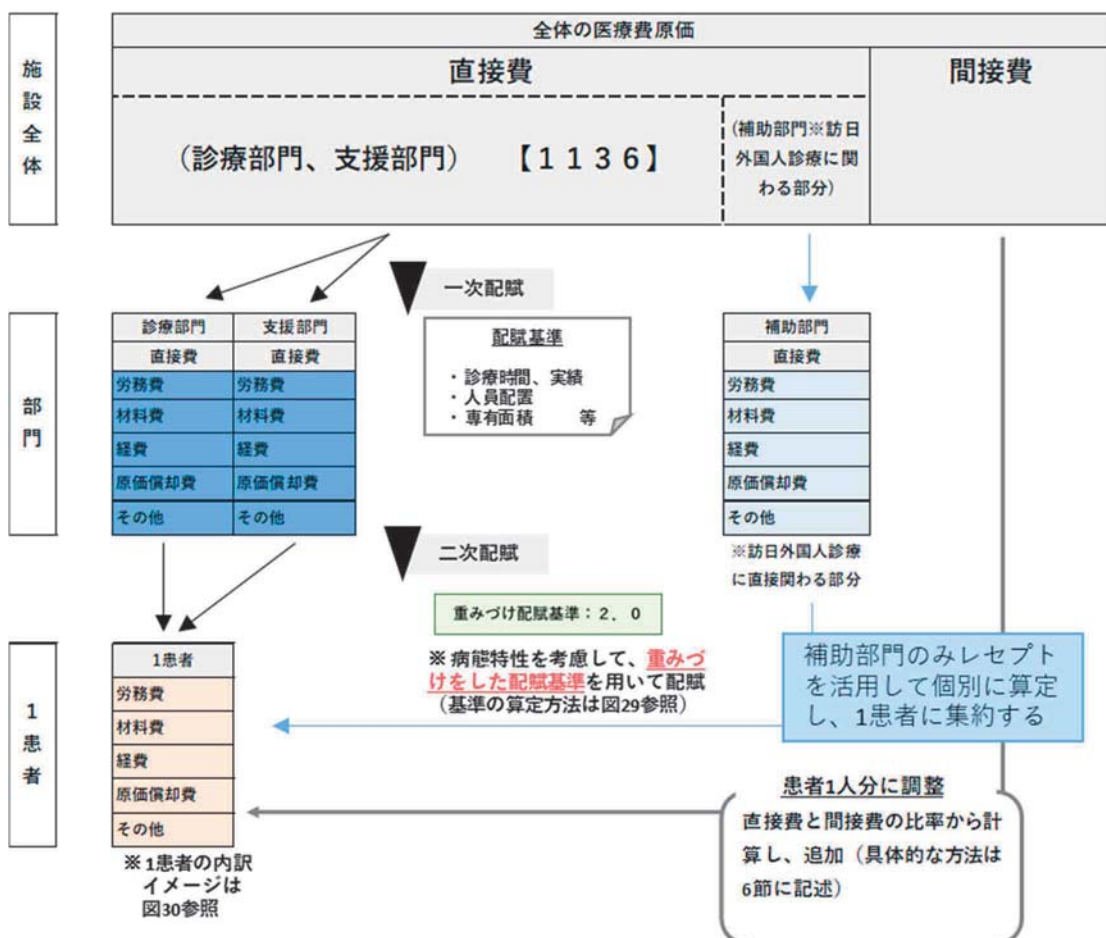 全体の医療費原価
施設全体
直接費
間接費
（診療部門、支援部門）　【１１３６】
(補助部門※訪日
外国人診療に関
わる部分)
一次配賦
部門
診療部門
支援部門
直接費
直接費
労務費
労務費
材料費
材料費
経費
経費
原価償却費
原価償却費
その他
その他
配賦基準
・診療時間、実績
・人員配置
・専有面積　　等
補助部門
直接費
労務費
材料費
経費
原価償却費
その他
※訪日外国人診療
に直接関わる部分
二次配賦
重みづけ配賦基準：２．０
※ 病態特性を考慮して、重みづ
けをした配賦基準を用いて配賦
（基準の算定方法は図29参照）
補助部門のみレセプト
を活用して個別に算定
し、1患者に集約する
1患者
1患者
労務費
材料費
経費
原価償却費
その他
※１患者の内訳
イメージは
図30参照
患者1人分に調整
直接費と間接費の比率から計
算し、追加（具体的な方法は
6節に記述）